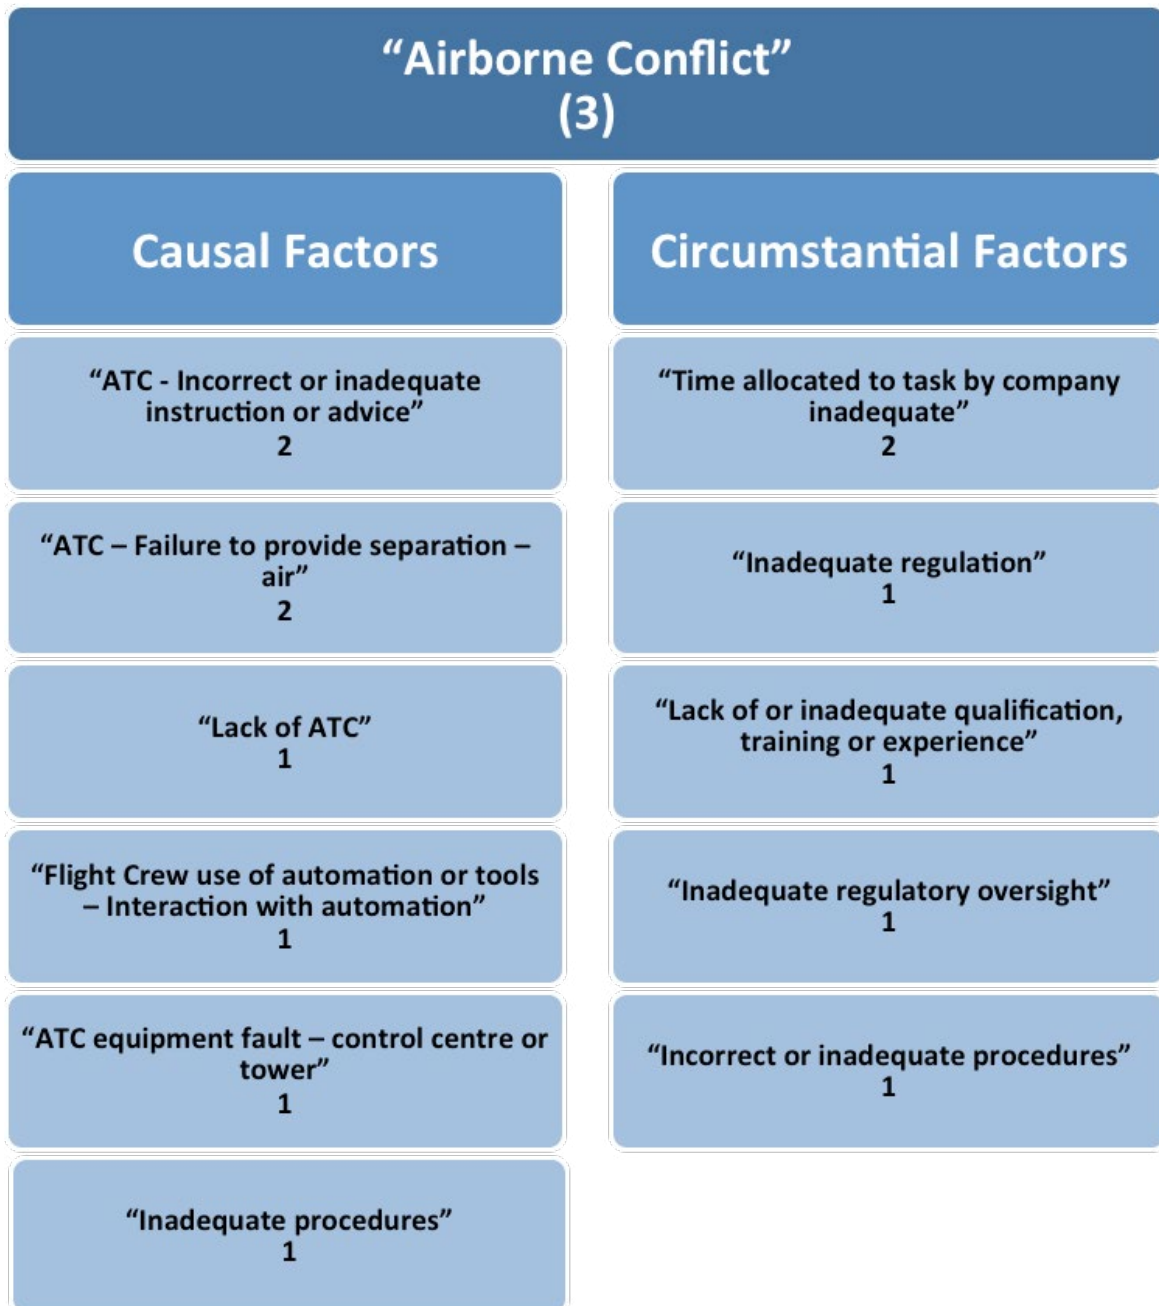 “Airborne Conflict”
(3)
Causal Factors
“ATC - Incorrect or inadequate
instruction or advice”
2
“ATC – Failure to provide separation –
air”
2
“Lack of ATC”
1
“Flight Crew use of automation or tools
– Interaction with automation”
1
“ATC equipment fault – control centre or
tower”
1
“Inadequate procedures”
1
Circumstantial Factors
“Time allocated to task by company
inadequate”
2
“Inadequate regulation”
1
“Lack of or inadequate qualification,
training or experience”
1
“Inadequate regulatory oversight”
1
“Incorrect or inadequate procedures”
1